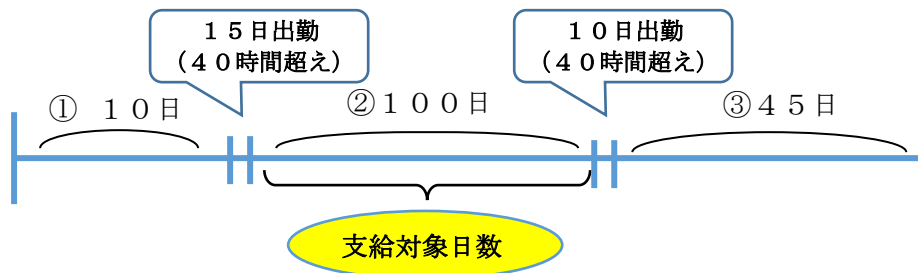 １５日出勤
（４０時間超え）
１０日出勤
（４０時間超え）
① １０日
②１００日
③４５日
支給対象日数